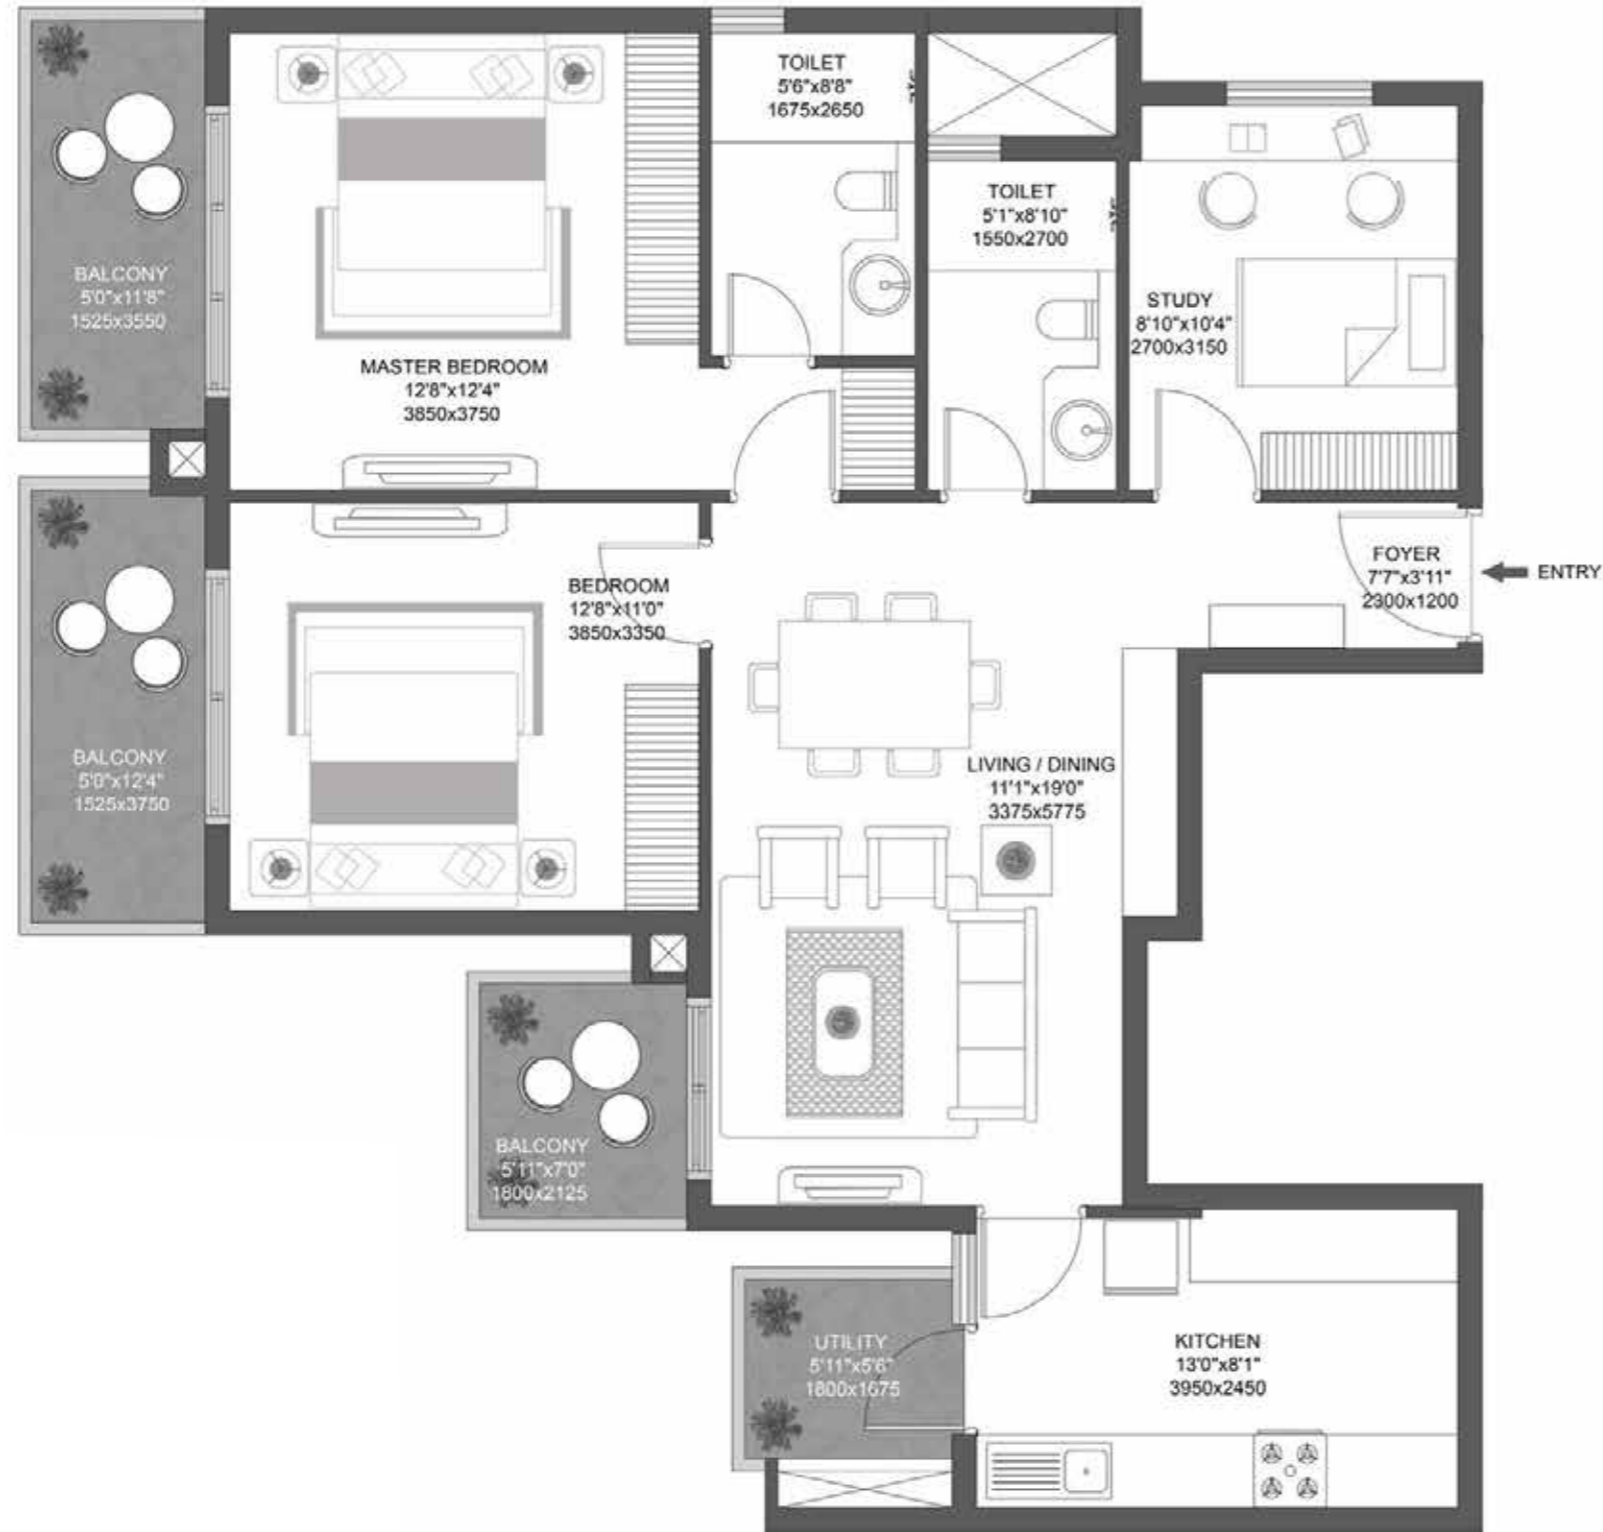 TOILET
5'6"x8'8"
1675x2650
TOILET
5'1"x8'10"
1550x2700
BALCONY
5'0"x11'8"
1525x3550
STUDY
8'10"x10'4"
2700x3150
MASTER BEDROOM
12'8"x12'4"
3850x3750
FOYER
7'7"x3'11"
2300x1200
ENTRY
BEDROOM
12'8"x11'0"
3850x3350
BALCONY
5'0"x12'4"
1525x3750
LIVING / DINING
11'1"x19'0"
3375x5775
BALCONY
5'11"x7'0"
1800x2125
UTILITY
5'11"x5'6"
1800x1675
KITCHEN
13'0"x8'1"
3950x2450